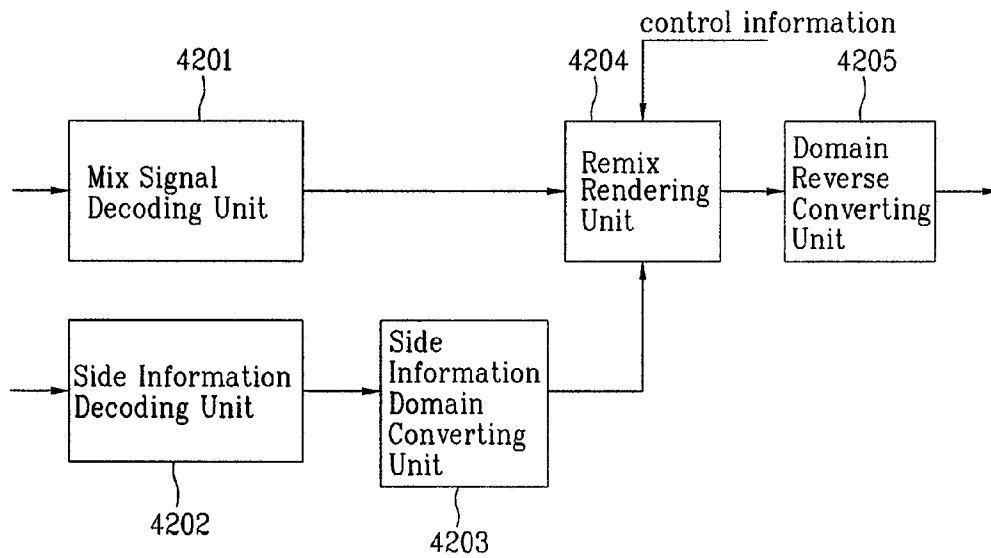 control information
4201
4204
4205
Mix Signal
Decoding Unit
Remix
Rendering
Unit
Domain
Reverse
Converting
Unit
Side Information
Decoding Unit
Side
Information
Domain
Converting
Unit
4202
4203